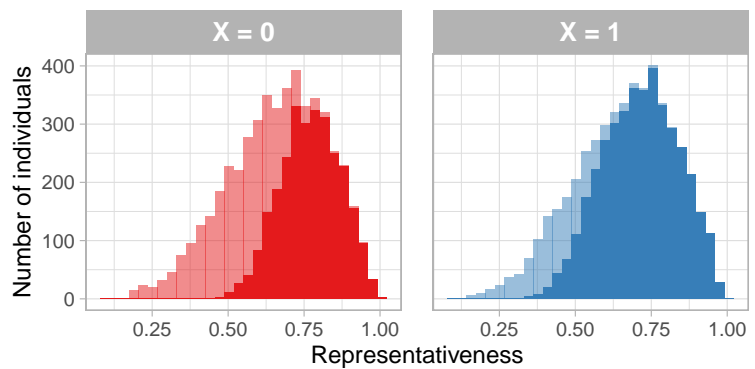 X = 0
X = 1
Number of individuals
400
300
200
100
0
0.25 0.50 0.75 1.00
0.25 0.50 0.75 1.00
Representativeness